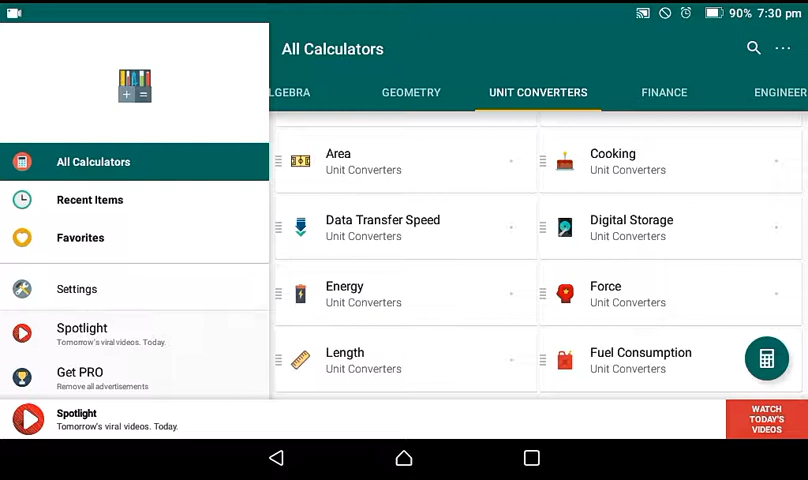 90% 7:30 pm
All Calculators
LGEBRA GEOMETRY UNIT CONVERTERS FINANCE ENGINEER
All Calculators
Recent Items
Favorites
Settings
Spotlight
Tomorrow's viral videos. Today.
Get PRO
Remove all advertisements
Area
Unit Converters
Cooking
Unit Converters
Data Transfer Speed
Unit Converters
Digital Storage
Unit Converters
Energy
Unit Converters
Force
Unit Converters
Length
Unit Converters
Fuel Consumption
Unit Converters
Spotlight
Tomorrow's viral videos. Today.
WATCH
TODAY'S
VIDEOS